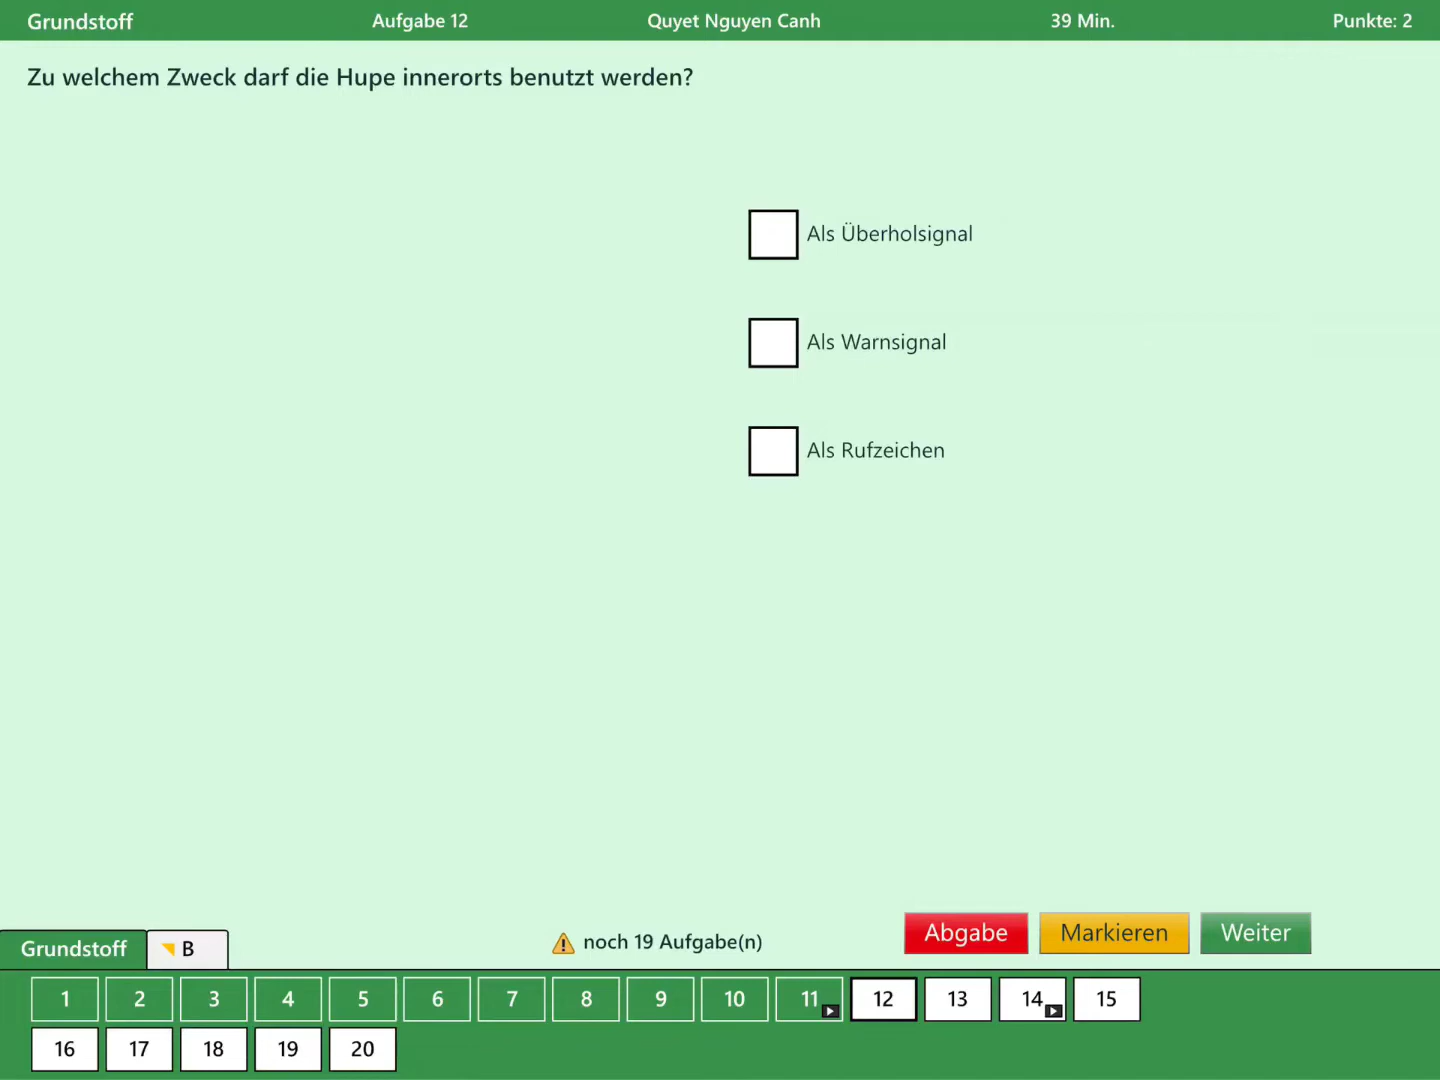 Grundstoff Aufgabe 12 Quyet Nguyen Canh 39 Min. Punkte: 2
Zu welchem Zweck darf die Hupe innerorts benutzt werden?
Als Überholsignal
Als Warnsignal
Als Rufzeichen
Grundstoff B noch 19 Aufgabe(n) Abgabe Markieren Weiter
1 2 3 4 5 6 7 8 9 10 11 12 13 14 15
16 17 18 19 20